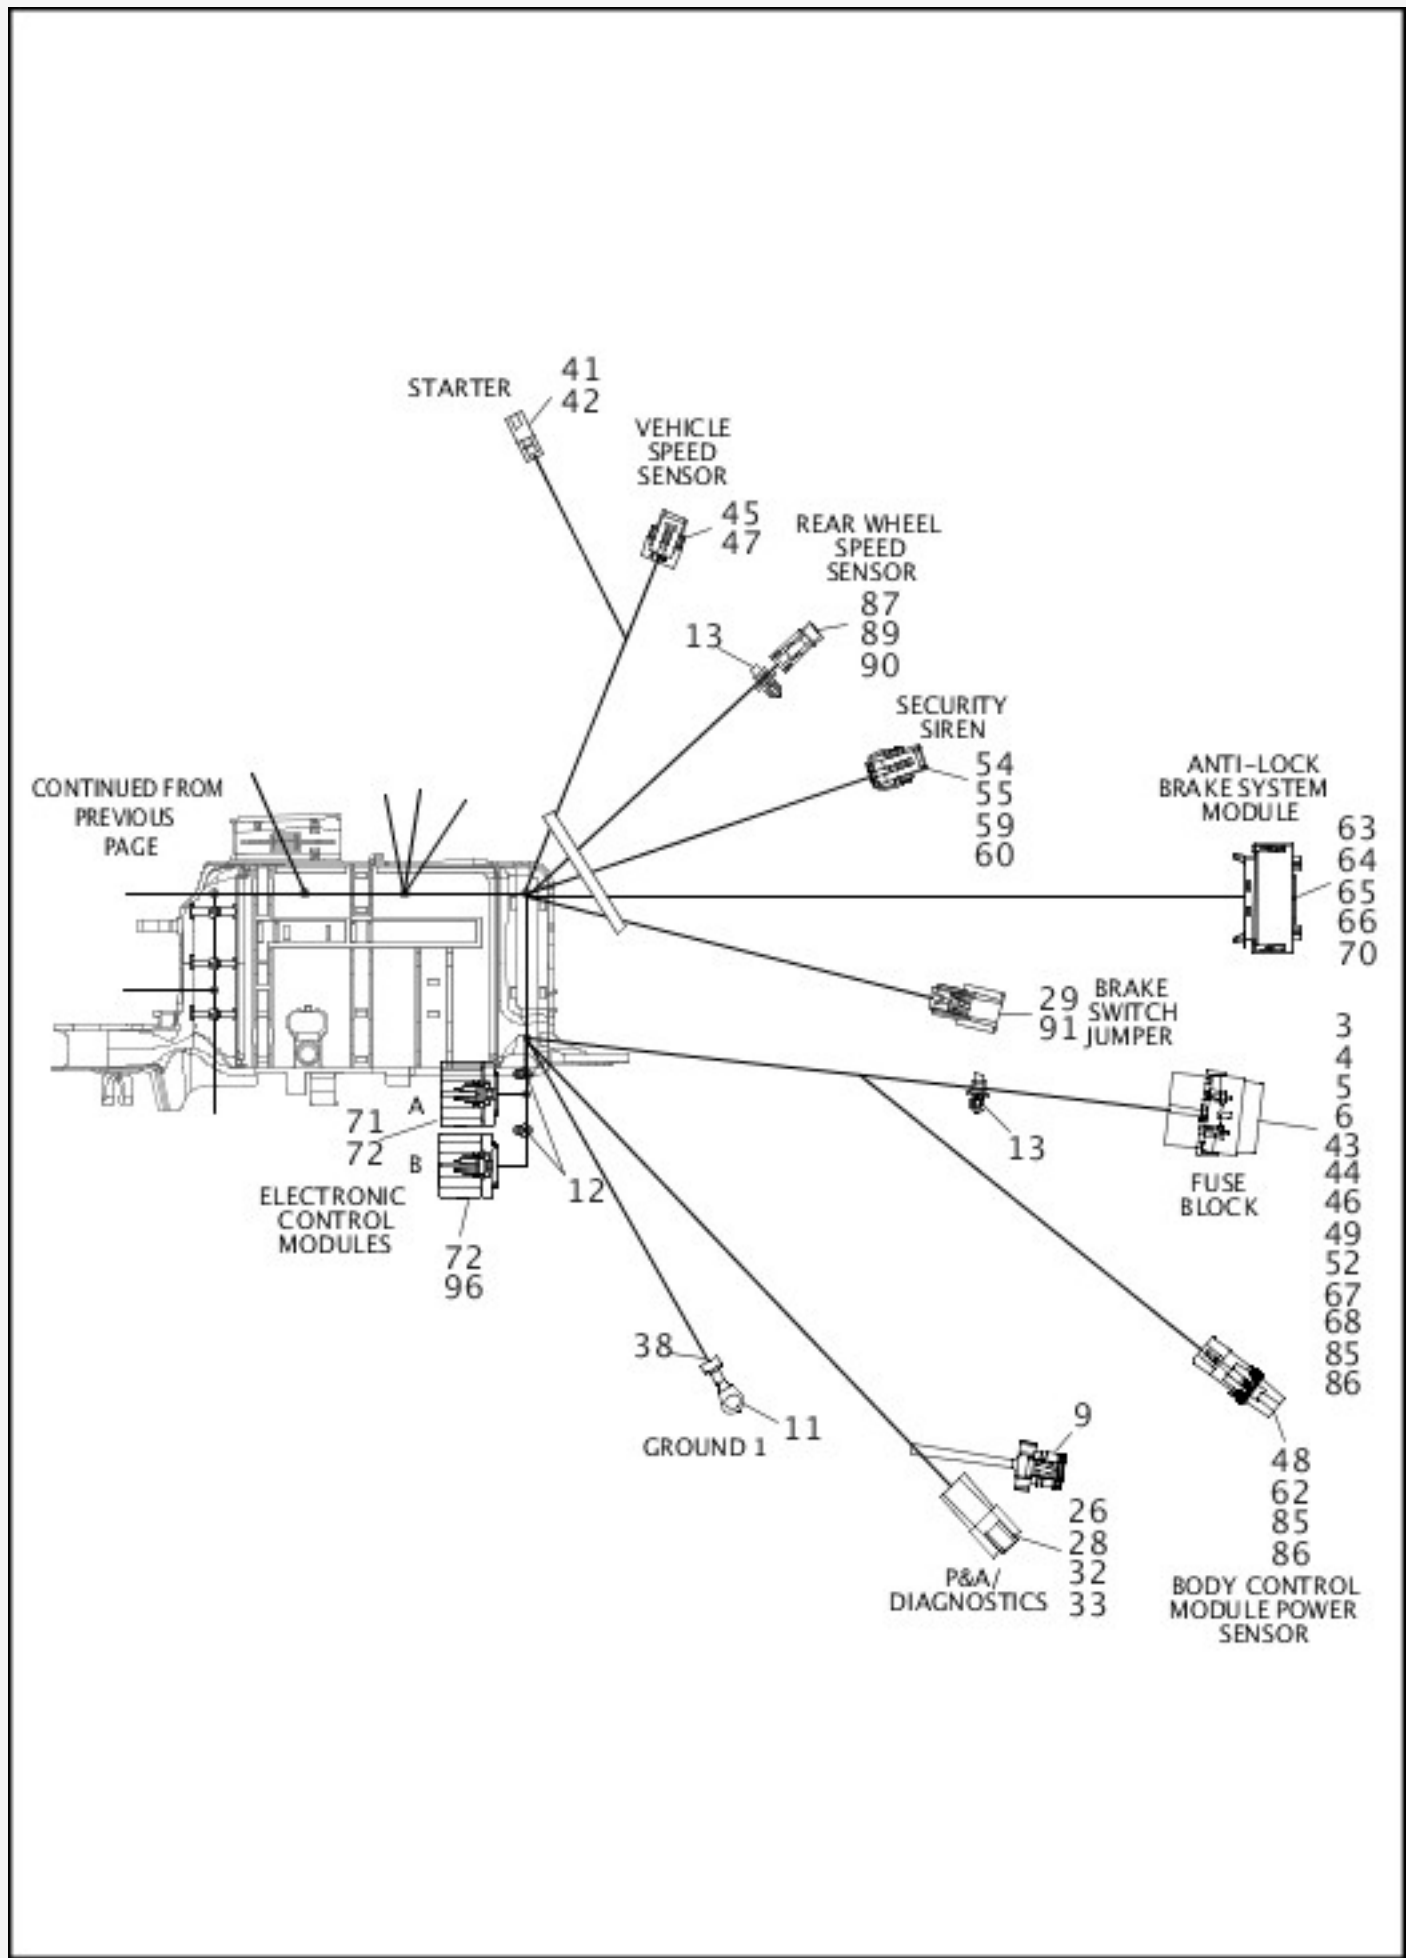 STARTER
41
42
VEHICLE
SPEED
SENSOR
45
47
REAR WHEEL
SPEED
SENSOR
87
89
90
13
SECURITY
SIREN
54
55
59
60
ANTI-LOCK
BRAKE SYSTEM
MODULE
63
64
65
66
70
CONTINUED FROM
PREVIOUS
PAGE
29
91
BRAKE
SWITCH
JUMPER
3
4
5
6
43
44
46
49
52
67
68
85
86
FUSE
BLOCK
13
A
71
72
B
12
ELECTRONIC
CONTROL
MODULES
72
96
38
11
GROUND 1
9
26
28
32
33
P&A/
DIAGNOSTICS
48
62
85
86
BODY CONTROL
MODULE POWER
SENSOR